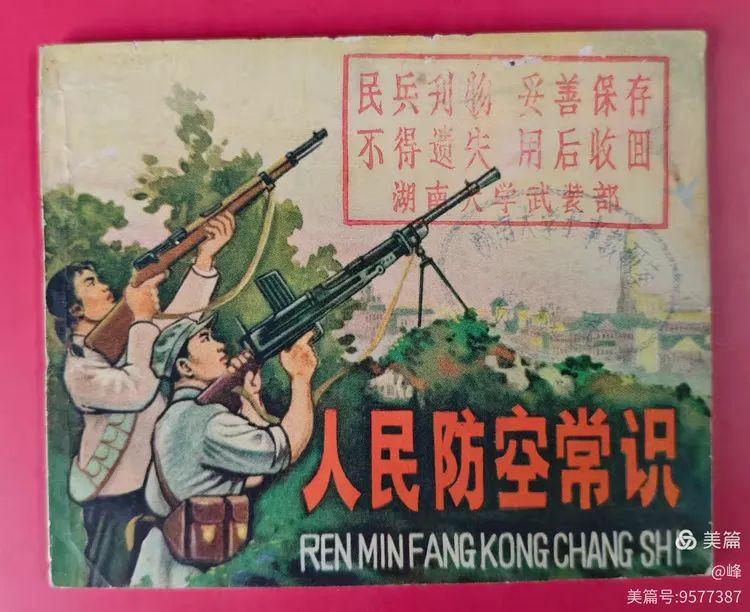 民兵刊物 妥善保存
不得遗失 用后收回
湖南大学武装部
人民防空常识
REN MIN FANG KONG CHANG SHI
美篇
@峰
美篇号:9577387